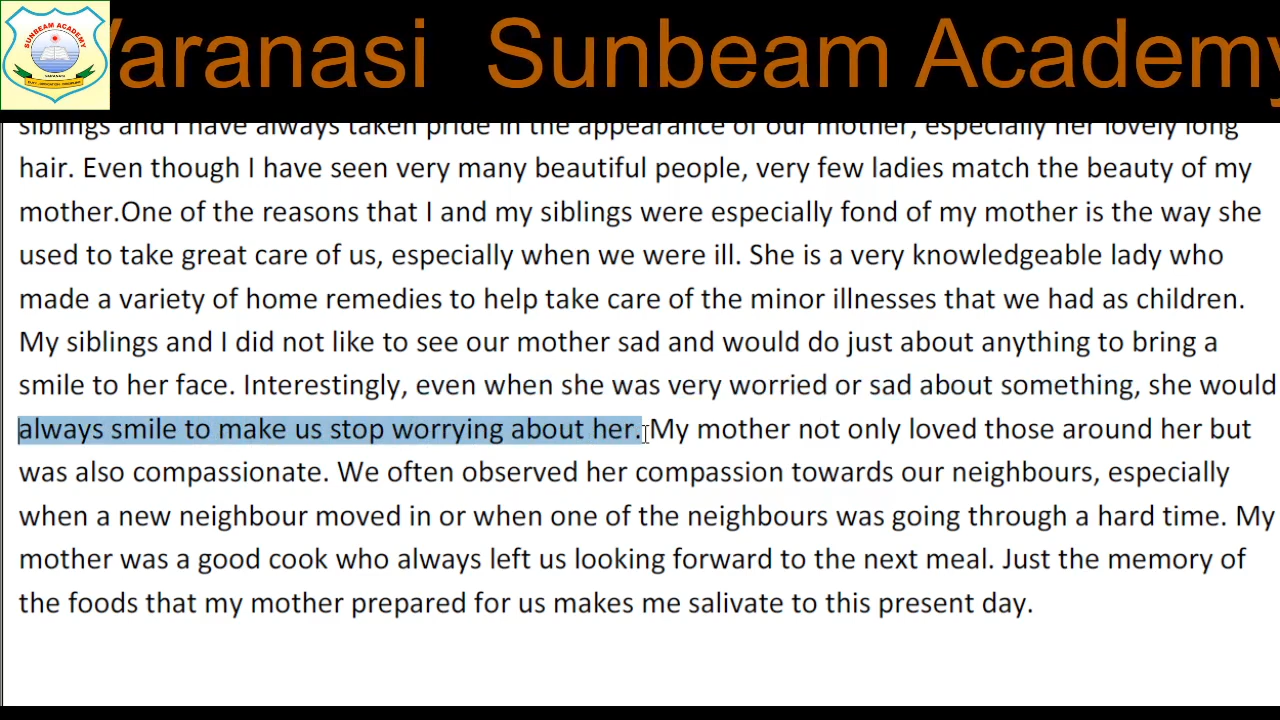 Varanasi Sunbeam Academy
SUNBEAM ACADEMY
VARANASI
siblings and I have always taken pride in the appearance of our mother, especially her lovely long
hair. Even though I have seen very many beautiful people, very few ladies match the beauty of my
mother.One of the reasons that I and my siblings were especially fond of my mother is the way she
used to take great care of us, especially when we were ill. She is a very knowledgeable lady who
made a variety of home remedies to help take care of the minor illnesses that we had as children.
My siblings and I did not like to see our mother sad and would do just about anything to bring a
smile to her face. Interestingly, even when she was very worried or sad about something, she would
always smile to make us stop worrying about her. My mother not only loved those around her but
was also compassionate. We often observed her compassion towards our neighbours, especially
when a new neighbour moved in or when one of the neighbours was going through a hard time. My
mother was a good cook who always left us looking forward to the next meal. Just the memory of
the foods that my mother prepared for us makes me salivate to this present day.